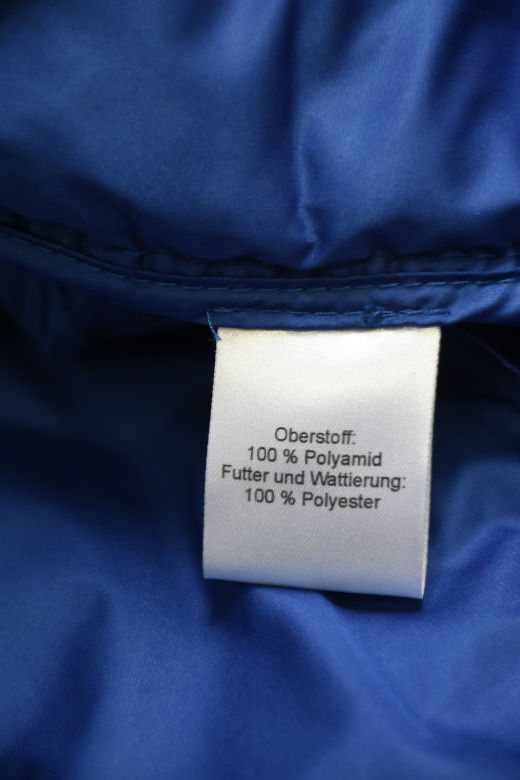 Oberstoff:
100 % Polyamid
Futter und Wattierung:
100 % Polyester